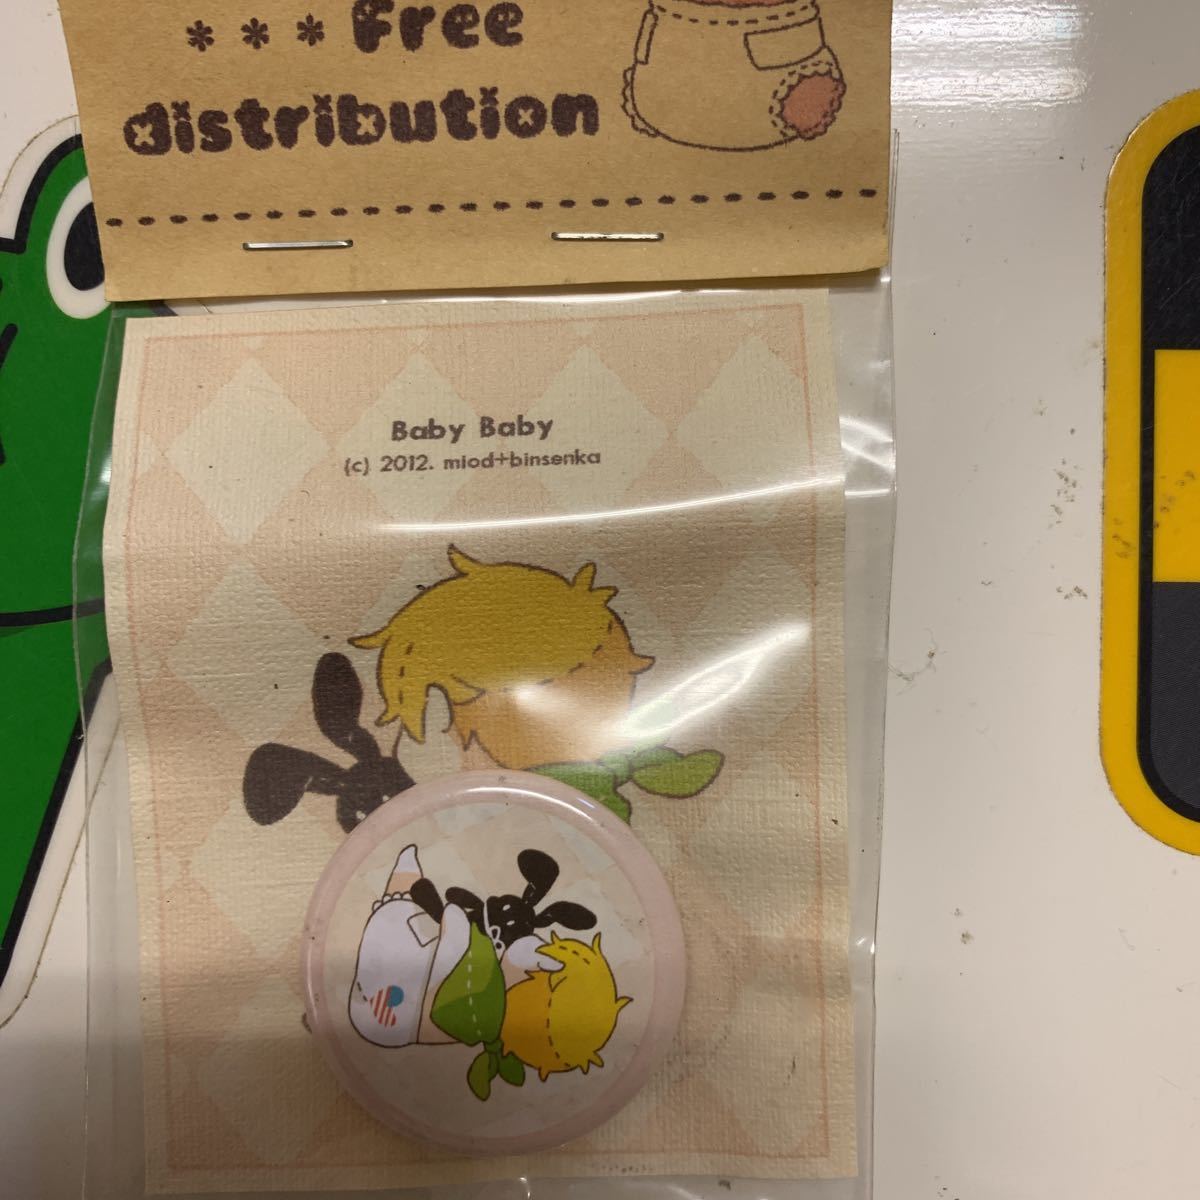 *** Free
distribution
Baby Baby
(c) 2012. miod+binsenka